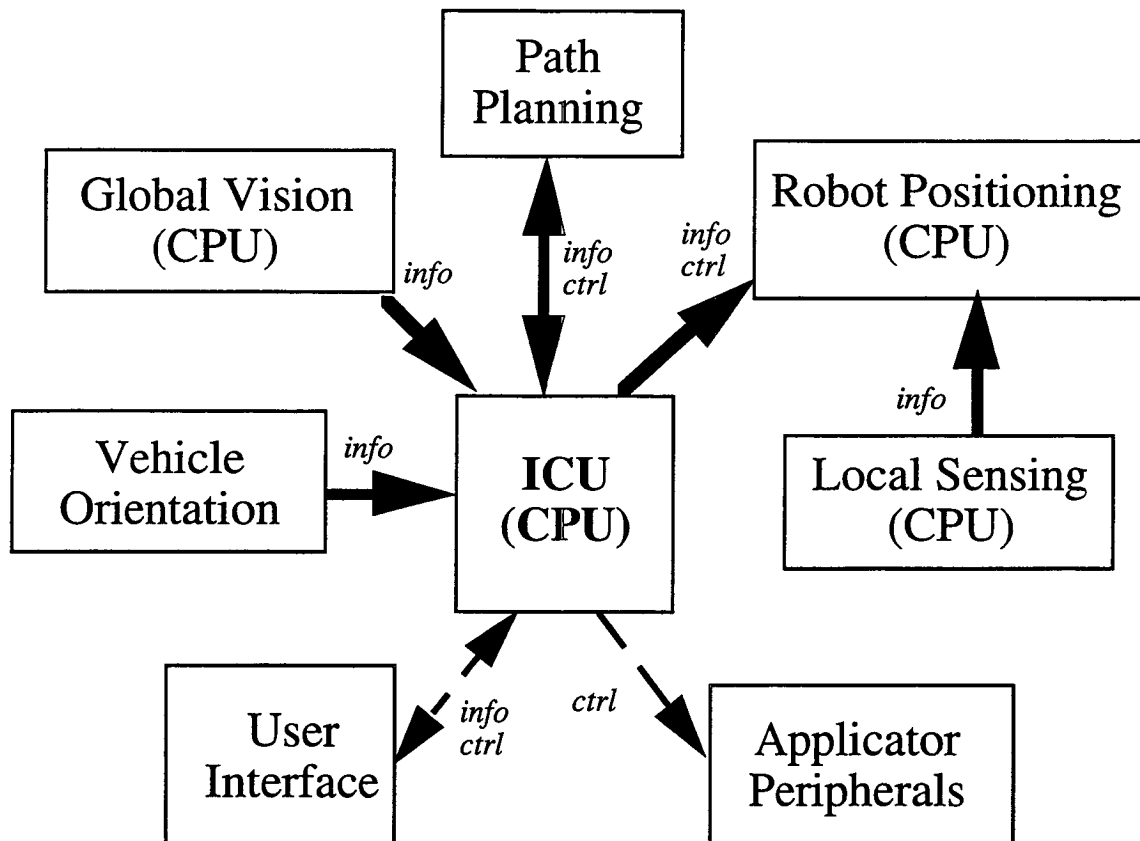 Path
Planning
Global Vision
(CPU)
Robot Positioning
(CPU)
info
info
ctrl
info
ctrl
Vehicle
Orientation
info
ICU
(CPU)
info
Local Sensing
(CPU)
User
Interface
info
ctrl
ctrl
Applicator
Peripherals